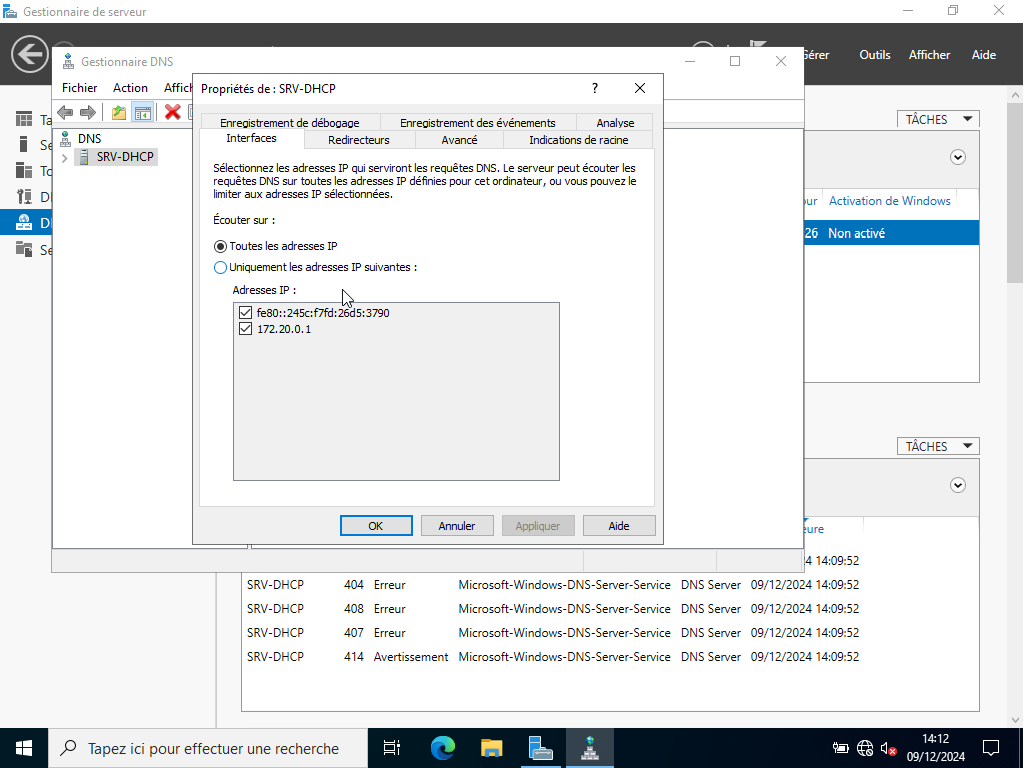 Gestionnaire de serveur
Gérer
Outils
Afficher
Aide
Gestionnaire DNS
Fichier
Action
DNS
SRV-DHCP
Propriétés de : SRV-DHCP
?
Enregistrement de débogage
Enregistrement des événements
Analyse
Interfaces
Redirecteurs
Avancé
Indications de racine
Sélectionnez les adresses IP qui serviront les requêtes DNS. Le serveur peut écouter les
requêtes DNS sur toutes les adresses IP définies pour cet ordinateur, ou vous pouvez le
limiter aux adresses IP sélectionnées.
Écouter sur :
Toutes les adresses IP
Uniquement les adresses IP suivantes :
Adresses IP :
fe80::245c:f7fd:26d5:3790
172.20.0.1
OK
Annuler
Appliquer
Aide
TÂCHES
Activation de Windows
26 Non activé
TÂCHES
14:09:52
SRV-DHCP 404 Erreur Microsoft-Windows-DNS-Server-Service DNS Server 09/12/2024 14:09:52
SRV-DHCP 408 Erreur Microsoft-Windows-DNS-Server-Service DNS Server 09/12/2024 14:09:52
SRV-DHCP 407 Erreur Microsoft-Windows-DNS-Server-Service DNS Server 09/12/2024 14:09:52
SRV-DHCP 414 Avertissement Microsoft-Windows-DNS-Server-Service DNS Server 09/12/2024 14:09:52
Tapez ici pour effectuer une recherche
14:12
09/12/2024